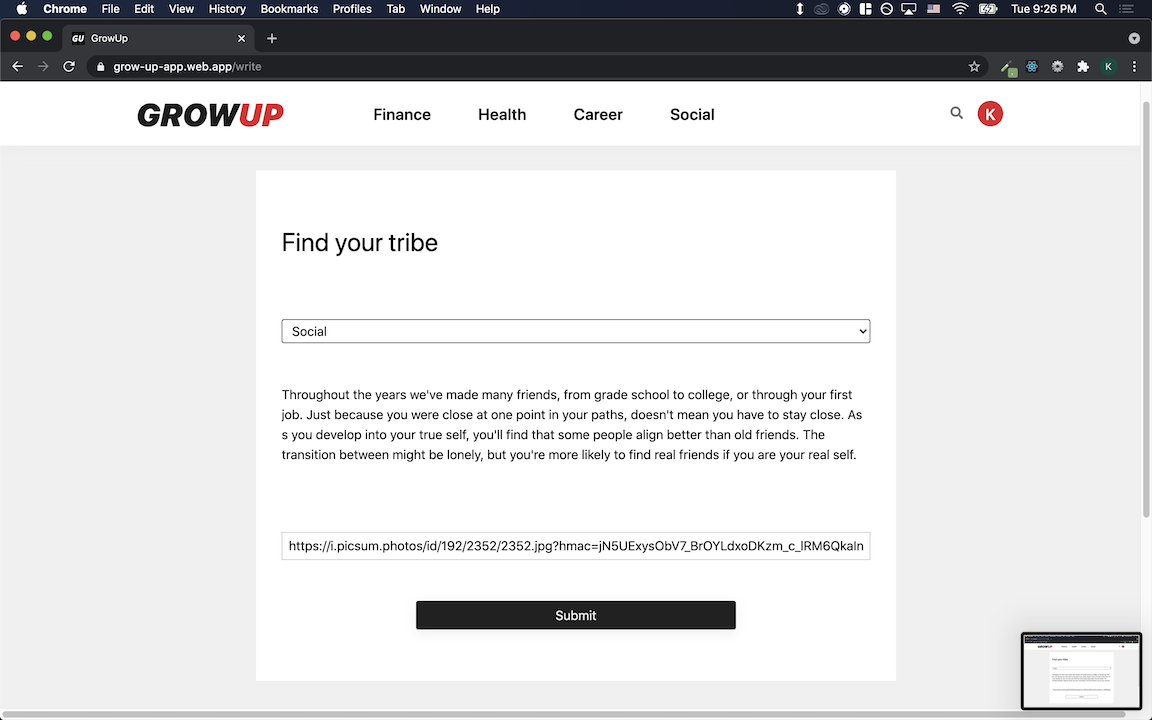 Chrome File Edit View History Bookmarks Profiles Tab Window Help Tue 9:26 PM
GU GrowUp
grow-up-app.web.app/write K
GROWUP Finance Health Career Social K
Find your tribe
Social
Throughout the years we've made many friends, from grade school to college, or through your first
job. Just because you were close at one point in your paths, doesn't mean you have to stay close. As
s you develop into your true self, you'll find that some people align better than old friends. The
transition between might be lonely, but you're more likely to find real friends if you are your real self.
https://i.picsum.photos/id/192/2352/2352.jpg?hmac=jN5UExysObV7_BrOYLdxoDKzm_c_lRM6QkaIn
Submit
GROWUP